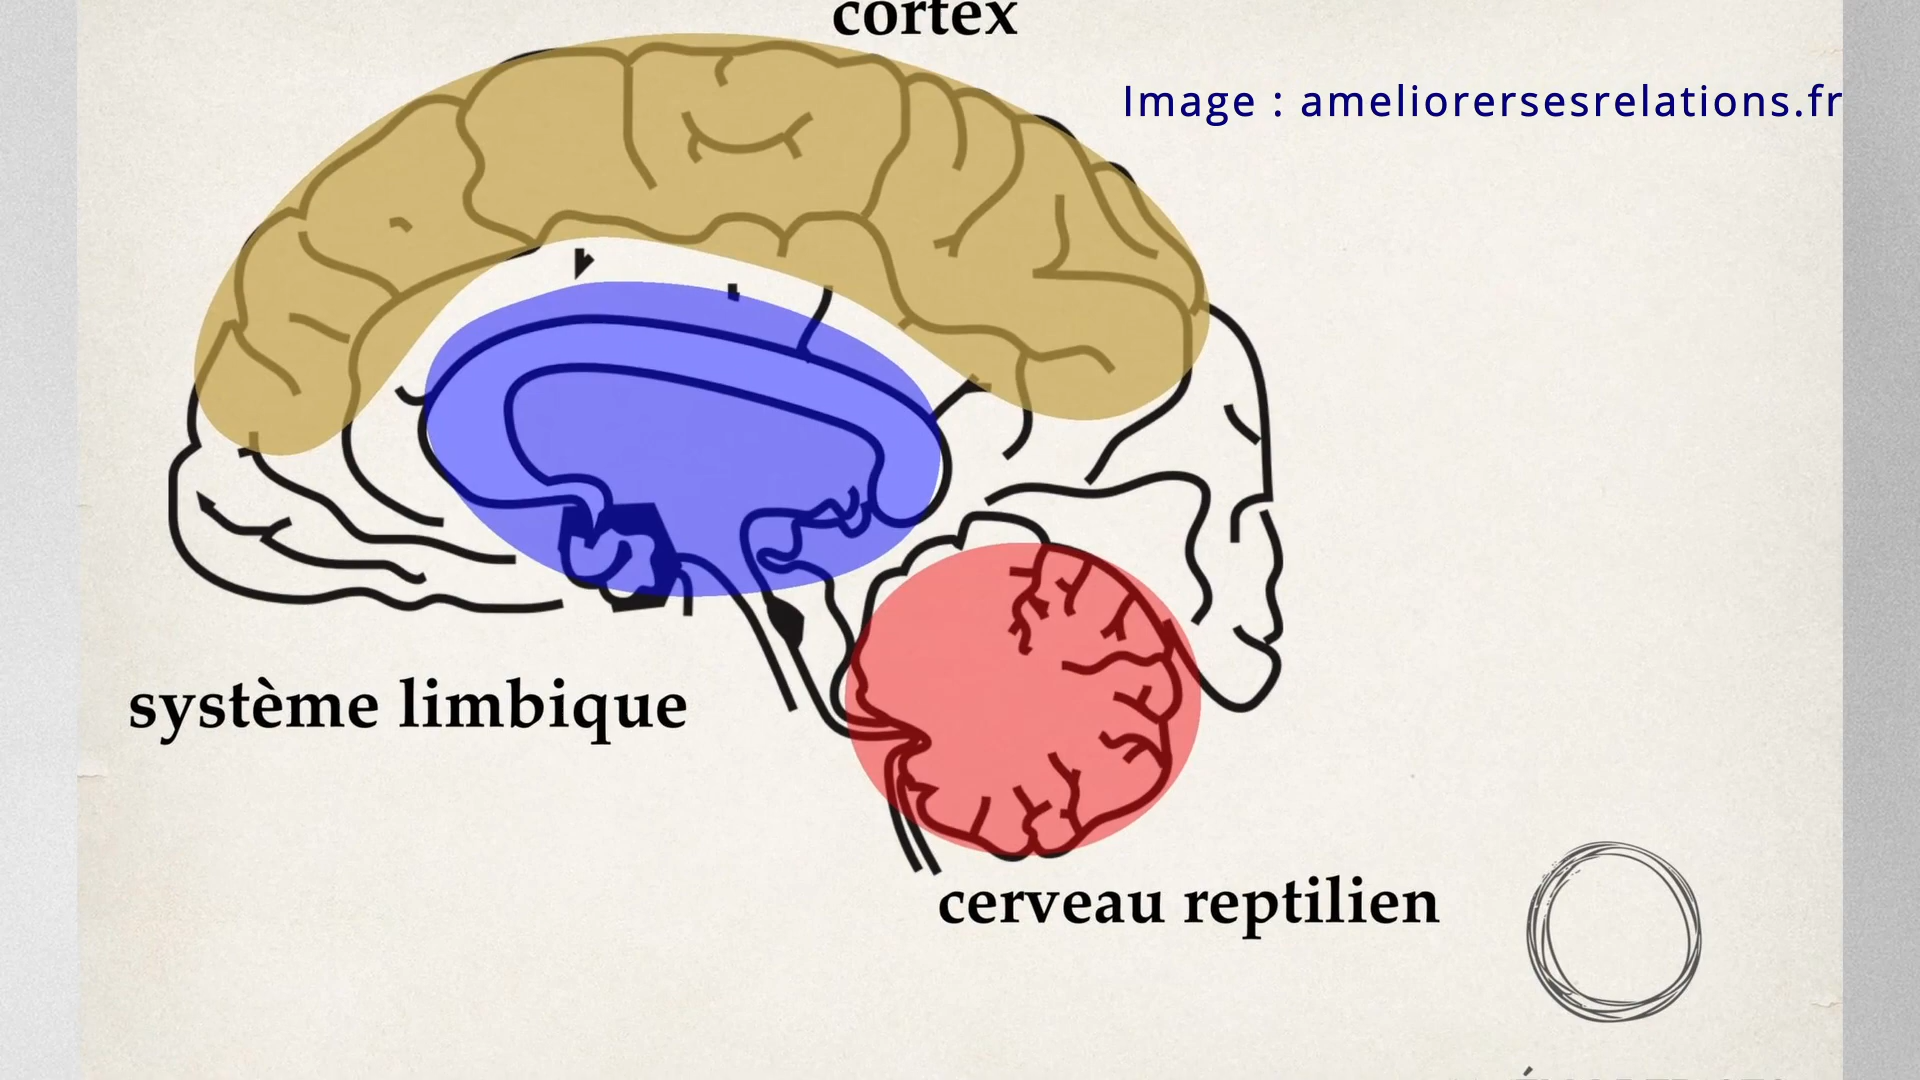 cortex
Image : ameliorersesrelations.fr
système limbique
cerveau reptilien